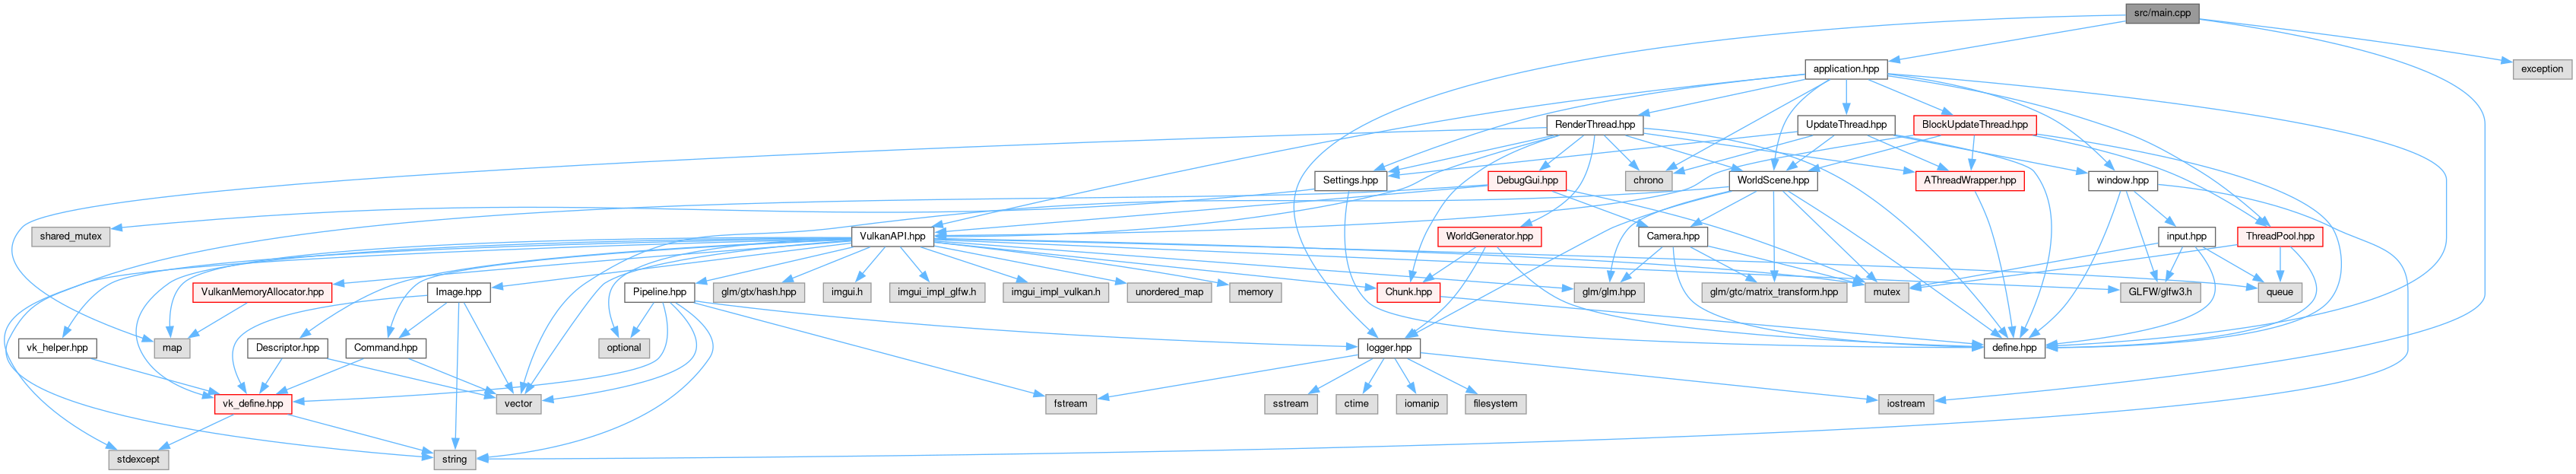 src/main.cpp
application.hpp
exception
RenderThread.hpp
UpdateThread.hpp
BlockUpdateThread.hpp
Settings.hpp
DebugGui.hpp
chrono
WorldScene.hpp
AThreadWrapper.hpp
window.hpp
shared_mutex
VulkanAPI.hpp
WorldGenerator.hpp
Camera.hpp
input.hpp
ThreadPool.hpp
VulkanMemoryAllocator.hpp
Image.hpp
Pipeline.hpp
glm/gtx/hash.hpp
imgui.h
imgui_impl_glfw.h
imgui_impl_vulkan.h
unordered_map
memory
Chunk.hpp
glm/glm.hpp
glm/gtc/matrix_transform.hpp
mutex
GLFW/glfw3.h
queue
vk_helper.hpp
map
Descriptor.hpp
Command.hpp
optional
logger.hpp
define.hpp
vk_define.hpp
vector
fstream
sstream
ctime
iomanip
filesystem
iostream
stdexcept
string